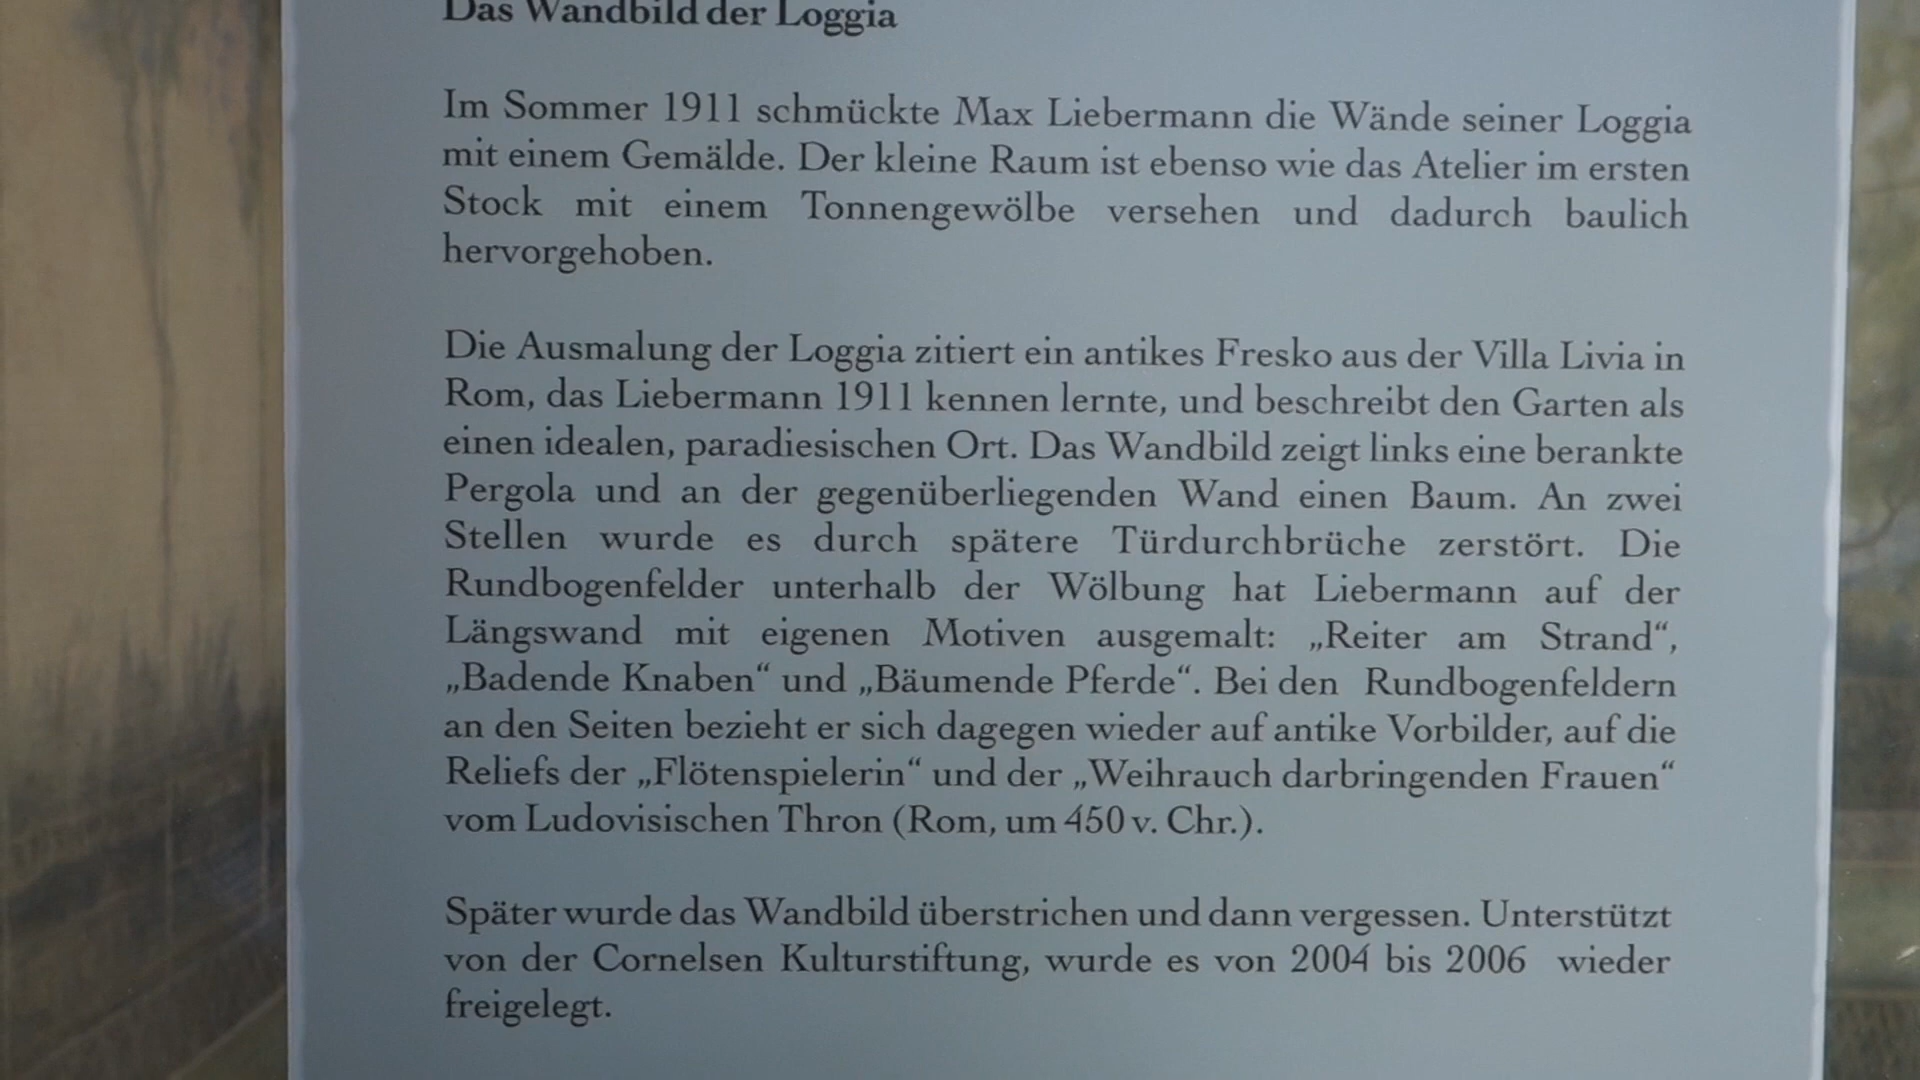 Das Wandbild der Loggia
Im Sommer 1911 schmückte Max Liebermann die Wände seiner Loggia
mit einem Gemälde. Der kleine Raum ist ebenso wie das Atelier im ersten
Stock mit einem Tonnengewölbe versehen und dadurch baulich
hervorgehoben.
Die Ausmalung der Loggia zitiert ein antikes Fresko aus der Villa Livia in
Rom, das Liebermann 1911 kennen lernte, und beschreibt den Garten als
einen idealen, paradiesischen Ort. Das Wandbild zeigt links eine berankte
Pergola und an der gegenüberliegenden Wand einen Baum. An zwei
Stellen wurde es durch spätere Türdurchbrüche zerstört. Die
Rundbogenfelder unterhalb der Wölbung hat Liebermann auf der
Längswand mit eigenen Motiven ausgemalt: „Reiter am Strand“,
„Badende Knaben“ und „Bäumende Pferde“. Bei den Rundbogenfeldern
an den Seiten bezieht er sich dagegen wieder auf antike Vorbilder, auf die
Reliefs der „Flötenspielerin“ und der „Weihrauch darbringenden Frauen“
vom Ludovisischen Thron (Rom, um 450 v. Chr.).
Später wurde das Wandbild überstrichen und dann vergessen. Unterstützt
von der Cornelsen Kulturstiftung, wurde es von 2004 bis 2006 wieder
freigelegt.